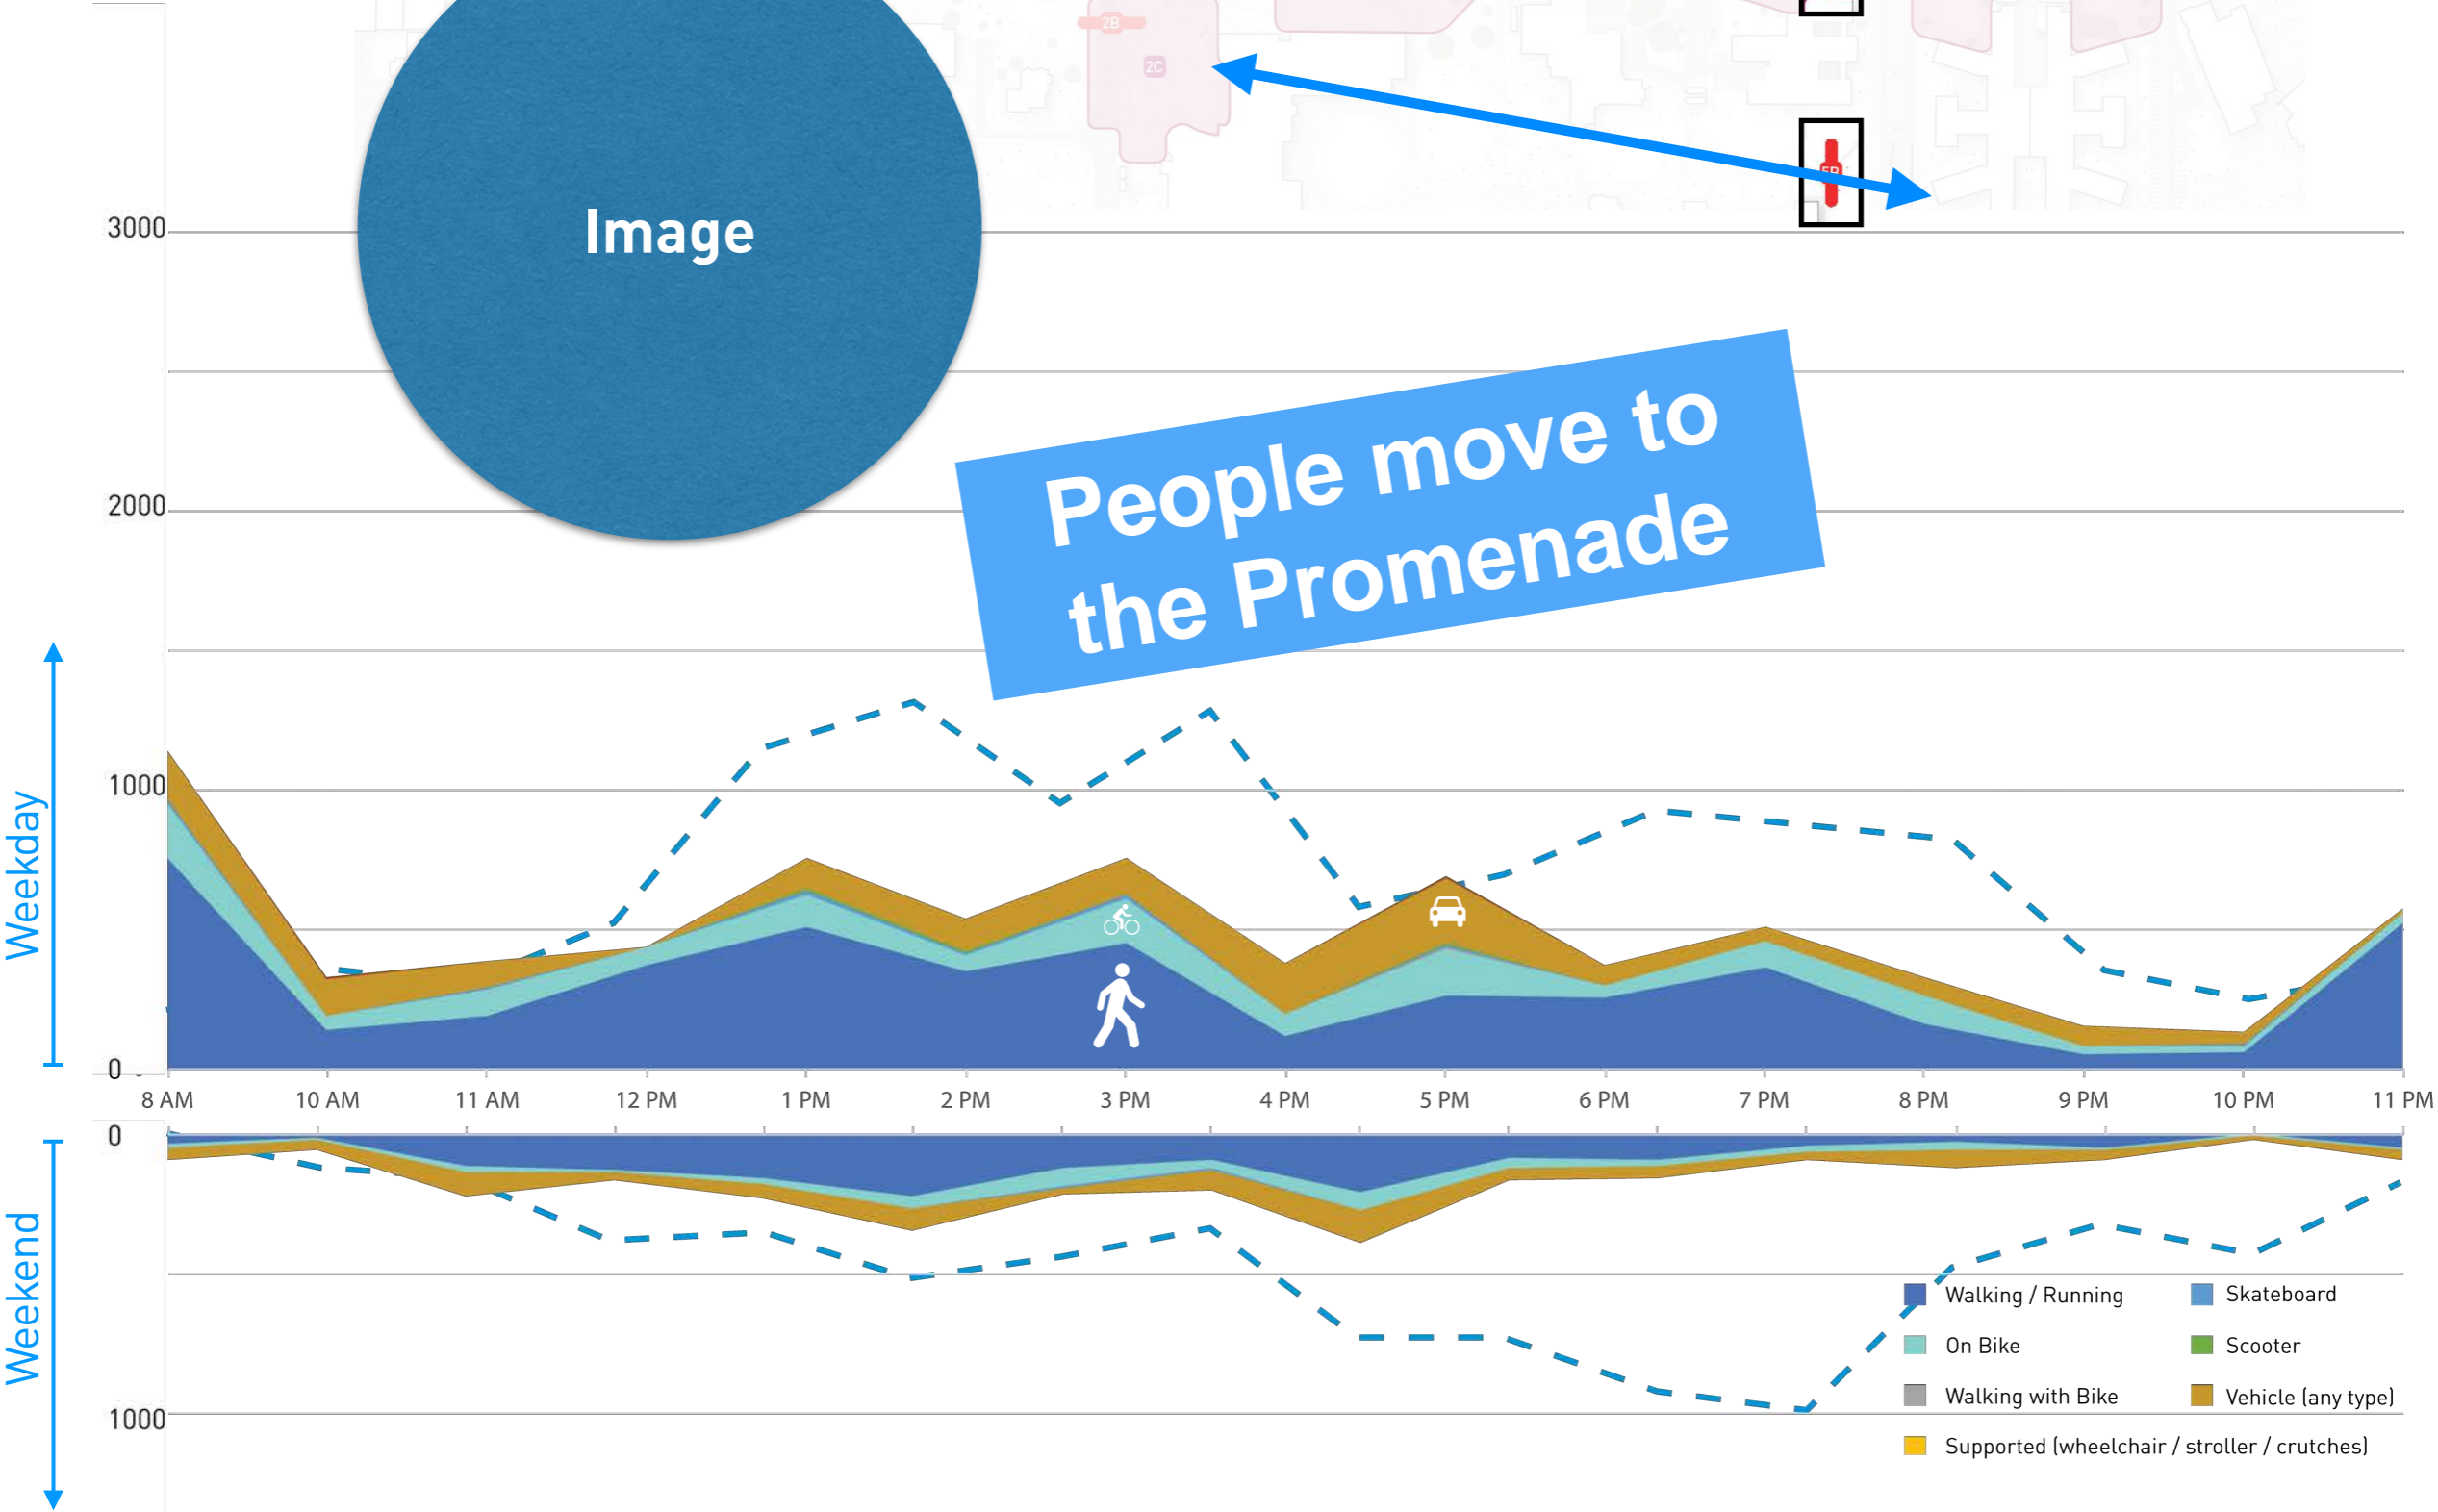 2B
2C
5B
3000
Image
People move to
the Promenade
2000
1000
0
Weekday
8 AM 10 AM 11 AM 12 PM 1 PM 2 PM 3 PM 4 PM 5 PM 6 PM 7 PM 8 PM 9 PM 10 PM 11 PM
0
Weekend
1000
Walking / Running
Skateboard
On Bike
Scooter
Walking with Bike
Vehicle (any type)
Supported (wheelchair / stroller / crutches)